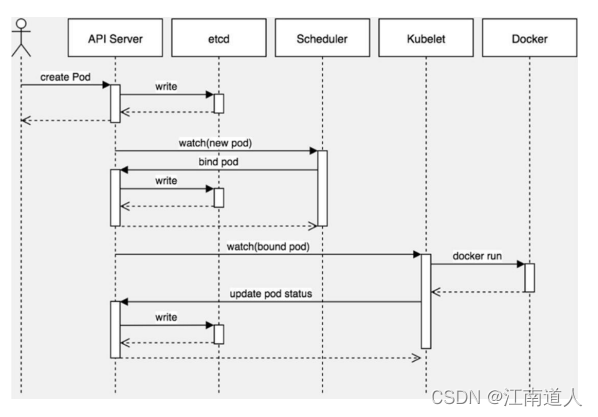 API Server
etcd
Scheduler
Kubelet
Docker
create Pod
write
watch(new pod)
bind pod
write
watch(bound pod)
docker run
update pod status
write
CSDN @江南道人